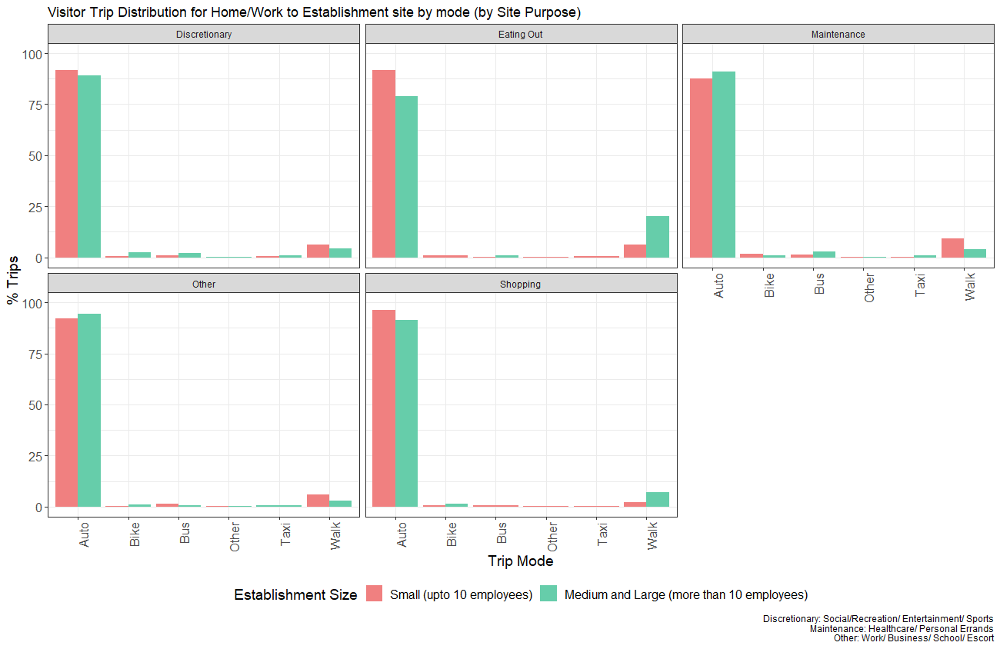 Visitor Trip Distribution for Home/Work to Establishment site by mode (by Site Purpose)
Discretionary
Eating Out
Maintenance
100
75
50
25
0
Auto
Bike
Bus
Other
Taxi
Walk
% Trips
Other
Shopping
100
75
50
25
0
Auto
Bike
Bus
Other
Taxi
Walk
Auto
Bike
Bus
Other
Taxi
Walk
Trip Mode
Establishment Size
Small (upto 10 employees)
Medium and Large (more than 10 employees)
Discretionary: Social/Recreation/ Entertainment/ Sports
Maintenance: Healthcare/ Personal Errands
Other: Work/ Business/ School/ Escort